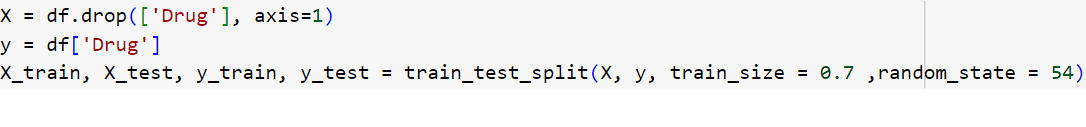 X = df.drop(['Drug'], axis=1)
y = df['Drug']
X_train, X_test, y_train, y_test = train_test_split(X, y, train_size = 0.7 ,random_state = 54)